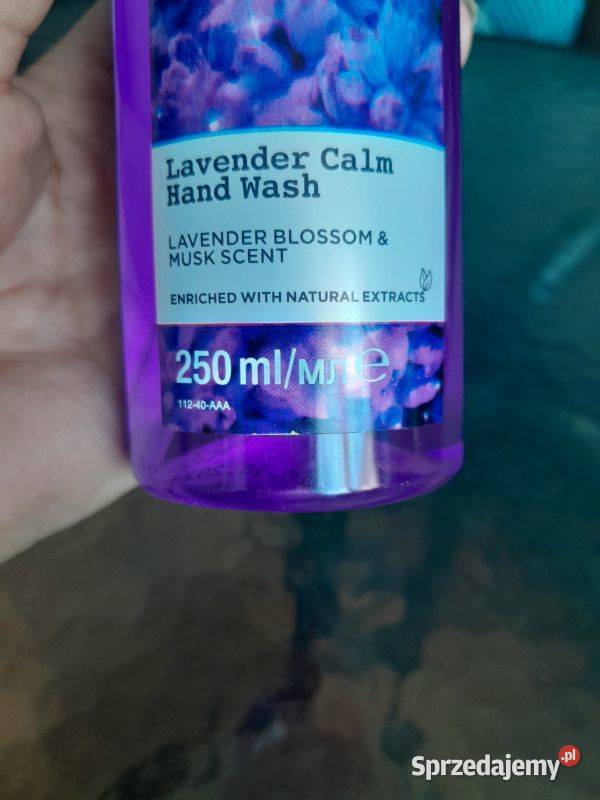 Lavender Calm
Hand Wash
LAVENDER BLOSSOM &
MUSK SCENT
ENRICHED WITH NATURAL EXTRACTS
250 ml/мл e
112-40-AAA
Sprzedajemy.pl